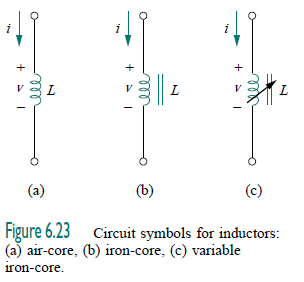 i i i
+ + +
v L v L v L
− − −
(a) (b) (c)
Figure 6.23 Circuit symbols for inductors:
(a) air-core, (b) iron-core, (c) variable
iron-core.